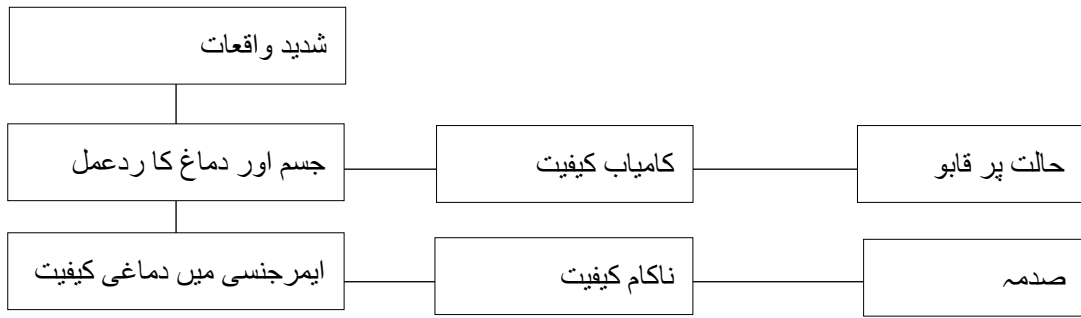 شدید واقعات
جسم اور دماغ کا ردعمل
کامیاب کیفیت
حالت پر قابو
ایمرجنسی میں دماغی کیفیت
ناکام کیفیت
صدمہ